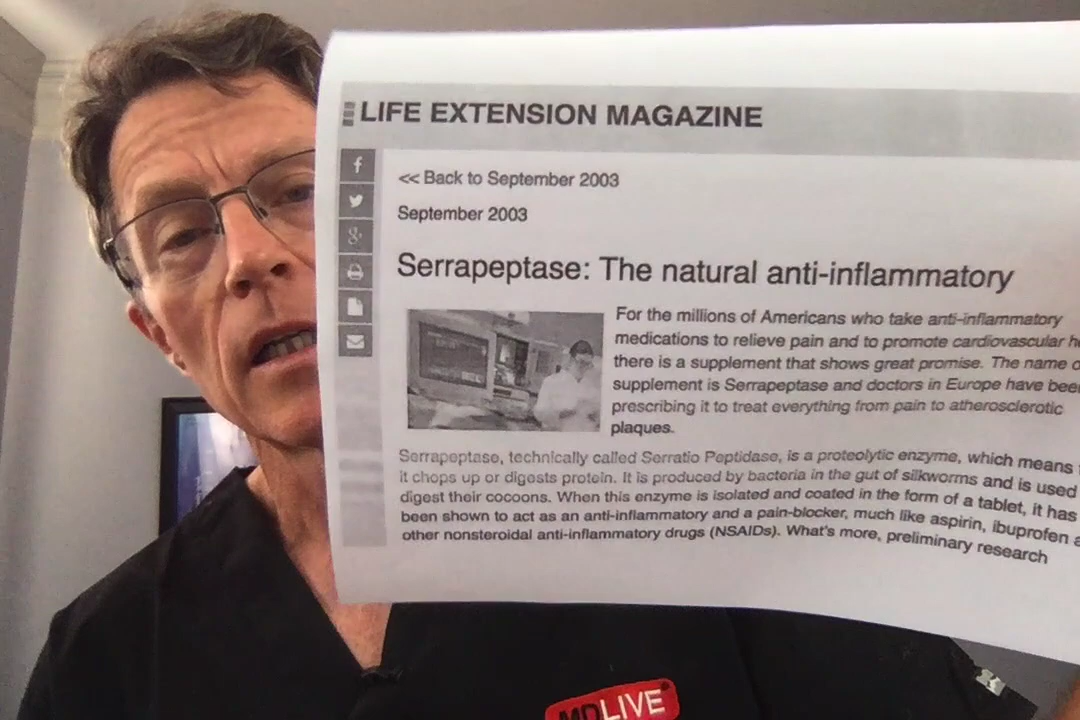 LIFE EXTENSION MAGAZINE
<< Back to September 2003
September 2003
Serrapeptase: The natural anti-inflammatory
For the millions of Americans who take anti-inflammatory
medications to relieve pain and to promote cardiovascular
there is a supplement that shows great promise. The name
supplement is Serrapeptase and doctors in Europe have been
prescribing it to treat everything from pain to atherosclerotic
plaques.
Serrapeptase, technically called Serratio Peptidase, is a proteolytic enzyme, which means
it chops up or digests protein. It is produced by bacteria in the gut of silkworms and is used
digest their cocoons. When this enzyme is isolated and coated in the form of a tablet, it has
been shown to act as an anti-inflammatory and a pain-blocker, much like aspirin, ibuprofen
other nonsteroidal anti-inflammatory drugs (NSAIDs). What's more, preliminary research
MDLIVE